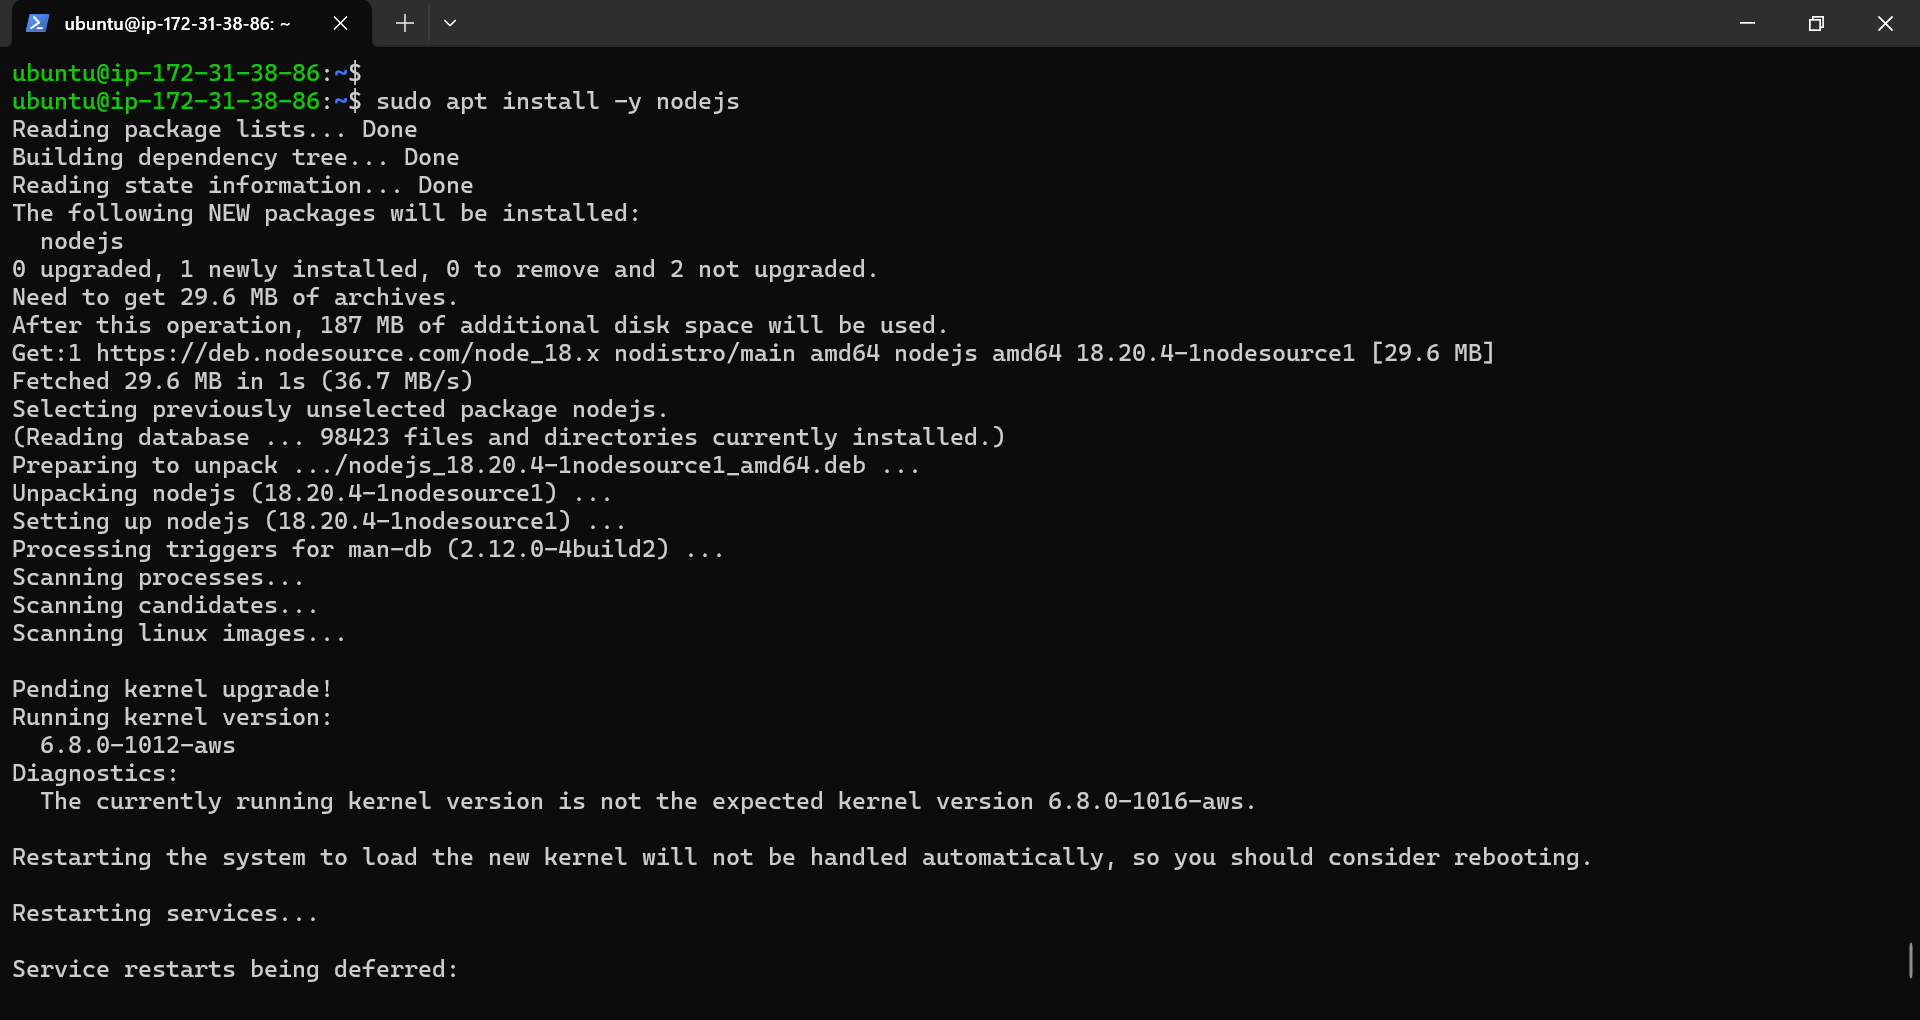 ubuntu@ip-172-31-38-86: ~
ubuntu@ip-172-31-38-86:~$
ubuntu@ip-172-31-38-86:~$ sudo apt install -y nodejs
Reading package lists... Done
Building dependency tree... Done
Reading state information... Done
The following NEW packages will be installed:
  nodejs
0 upgraded, 1 newly installed, 0 to remove and 2 not upgraded.
Need to get 29.6 MB of archives.
After this operation, 187 MB of additional disk space will be used.
Get:1 https://deb.nodesource.com/node_18.x nodistro/main amd64 nodejs amd64 18.20.4-1nodesource1 [29.6 MB]
Fetched 29.6 MB in 1s (36.7 MB/s)
Selecting previously unselected package nodejs.
(Reading database ... 98423 files and directories currently installed.)
Preparing to unpack .../nodejs_18.20.4-1nodesource1_amd64.deb ...
Unpacking nodejs (18.20.4-1nodesource1) ...
Setting up nodejs (18.20.4-1nodesource1) ...
Processing triggers for man-db (2.12.0-4build2) ...
Scanning processes...
Scanning candidates...
Scanning linux images...

Pending kernel upgrade!
Running kernel version:
  6.8.0-1012-aws
Diagnostics:
  The currently running kernel version is not the expected kernel version 6.8.0-1016-aws.

Restarting the system to load the new kernel will not be handled automatically, so you should consider rebooting.

Restarting services...

Service restarts being deferred: